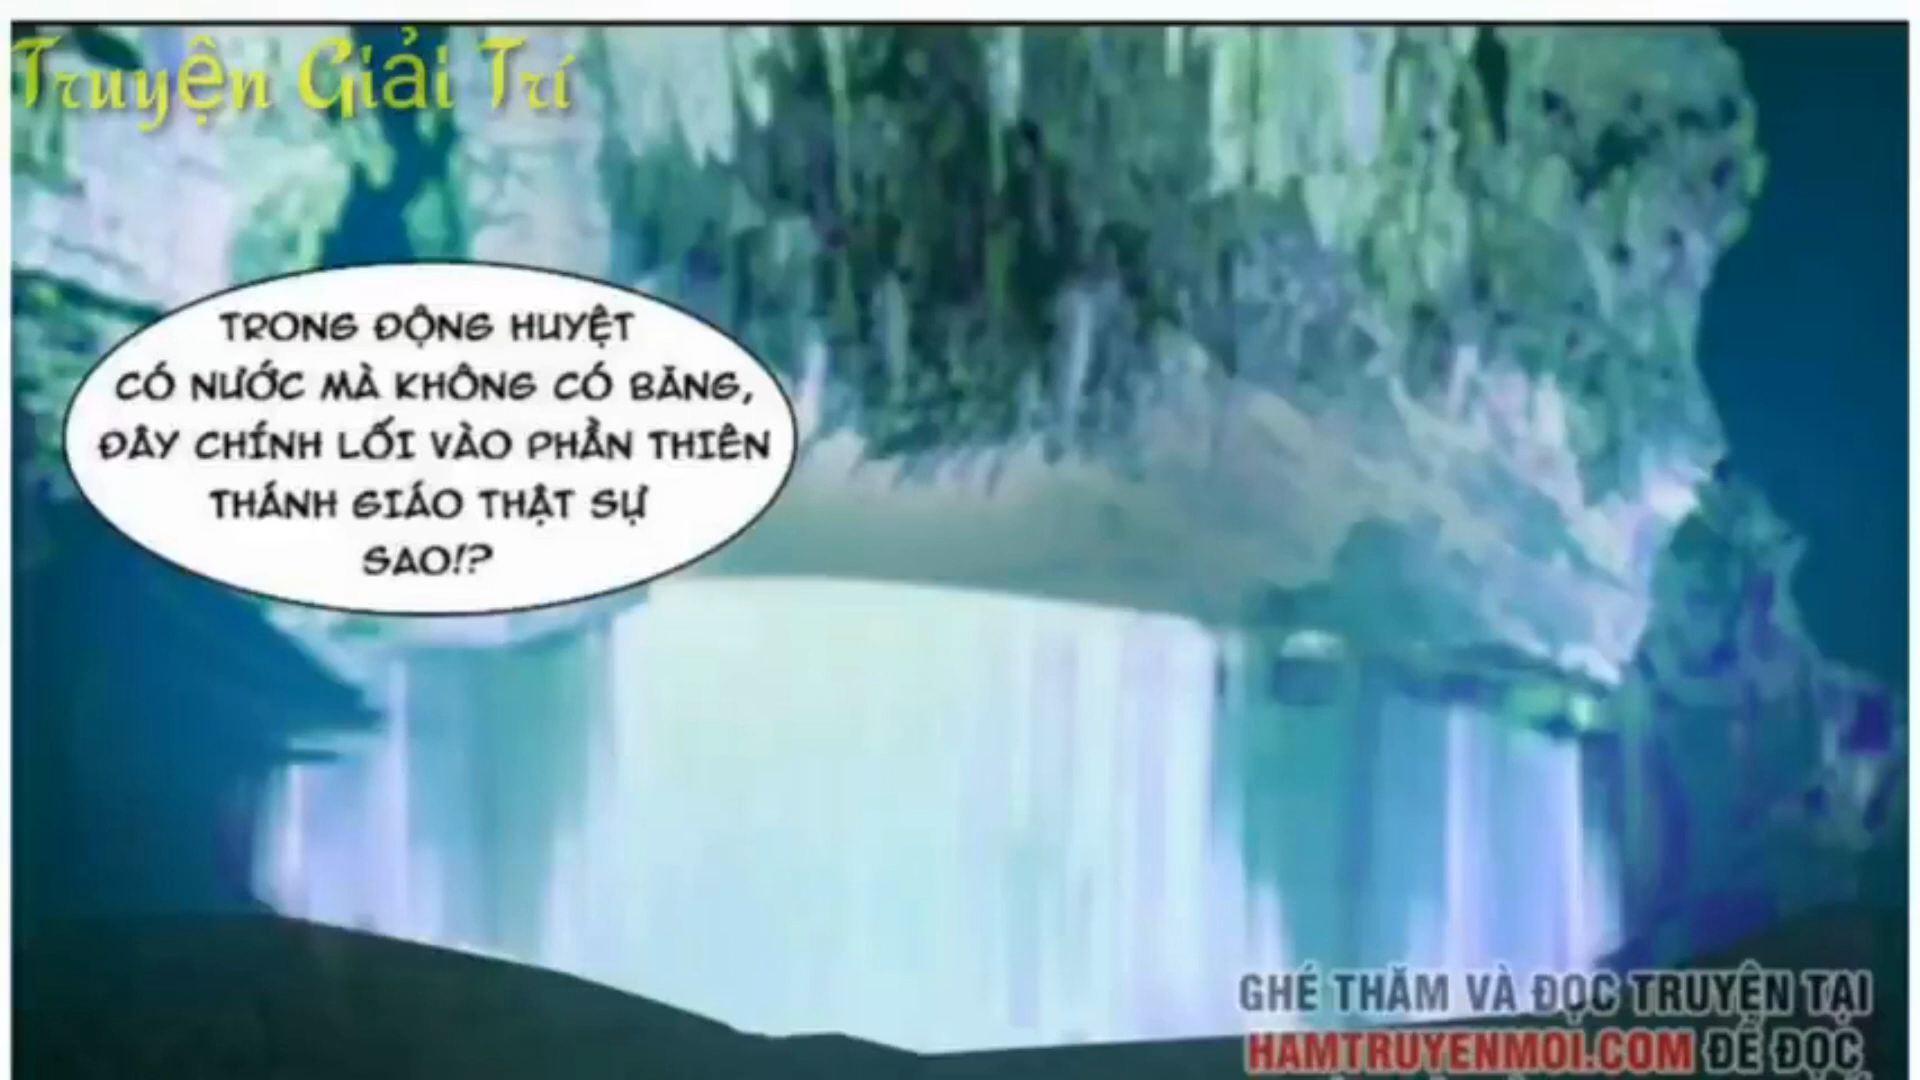 Truyện Giải Trí
TRONG ĐỘNG HUYỆT
CÓ NƯỚC MÀ KHÔNG CÓ BĂNG,
ĐÂY CHÍNH LỐI VÀO PHẦN THIÊN
THÁNH GIÁO THẬT SỰ
SAO!?
GHÉ THĂM VÀ ĐỌC TRUYỆN TẠI
HAMTRUYENMOI.COM ĐỂ ĐỌC